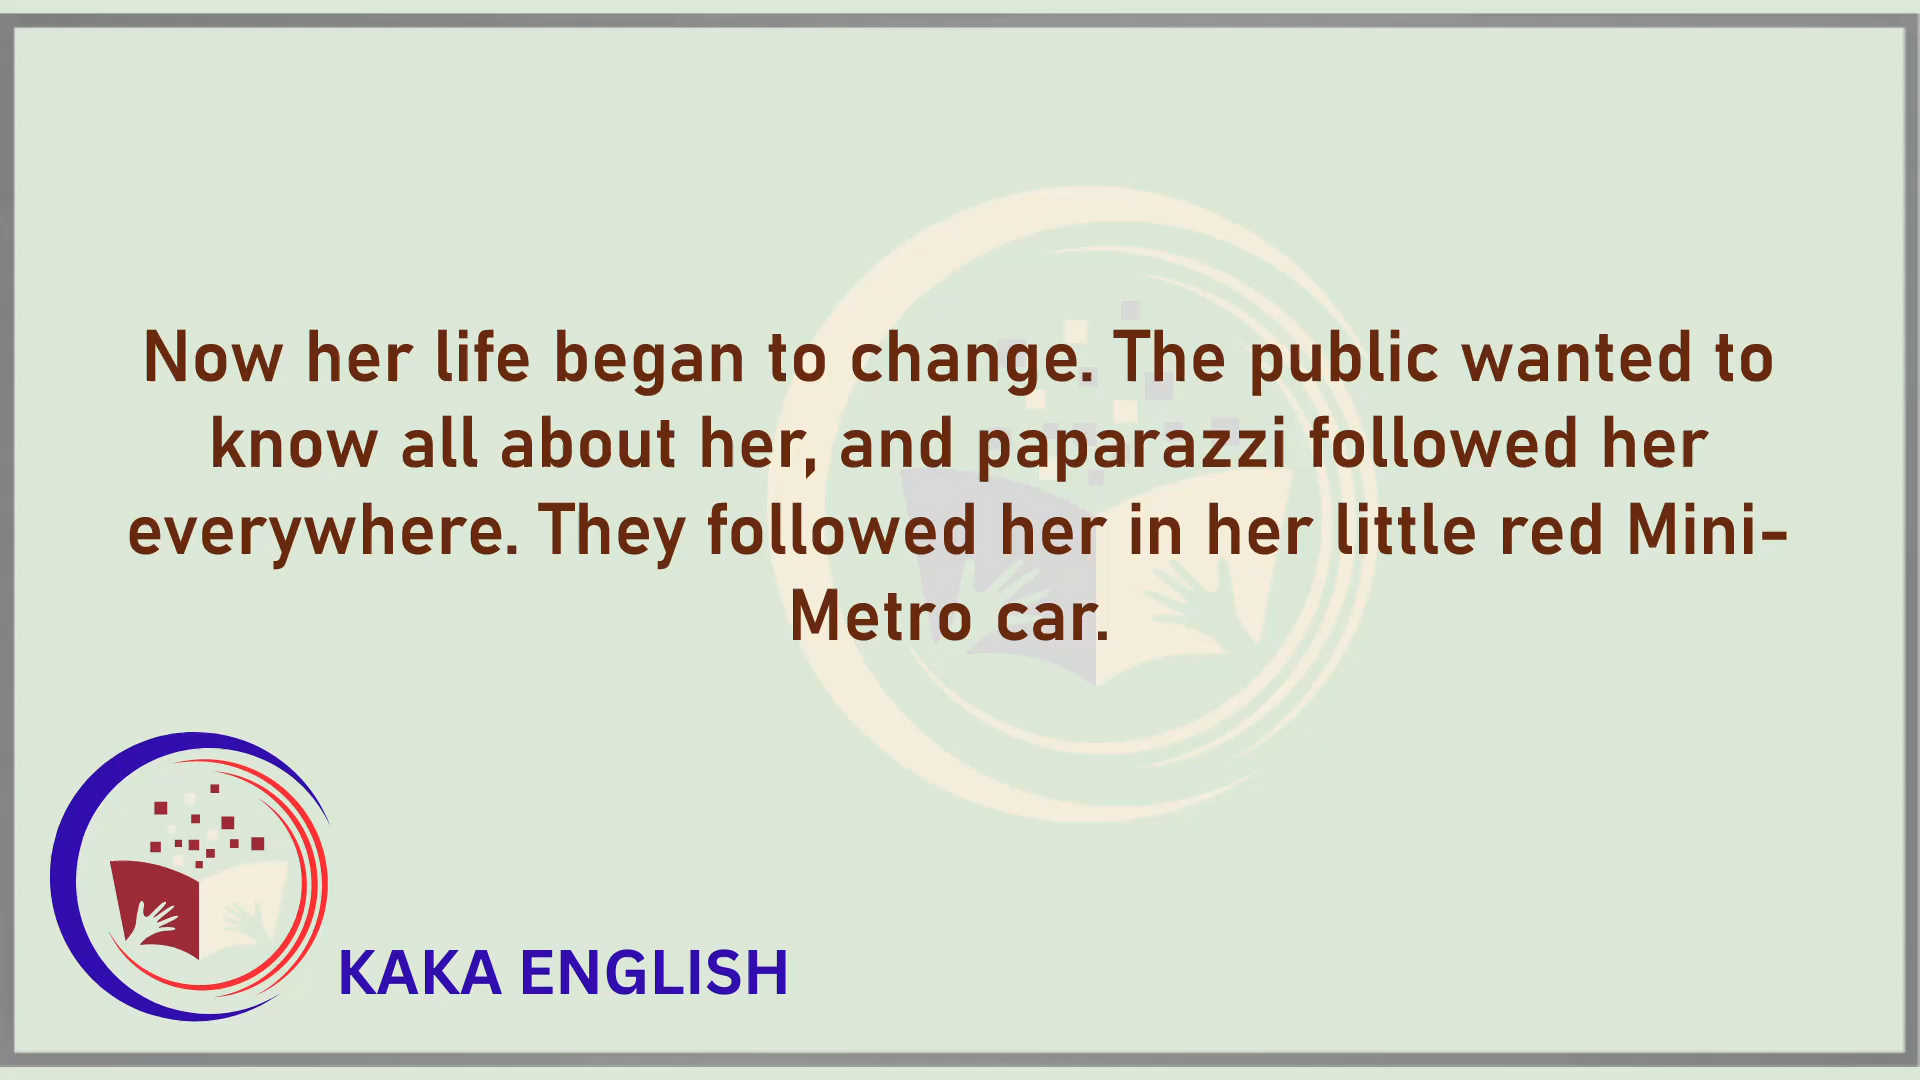 Now her life began to change. The public wanted to
know all about her, and paparazzi followed her
everywhere. They followed her in her little red Mini-
Metro car.
KAKA ENGLISH